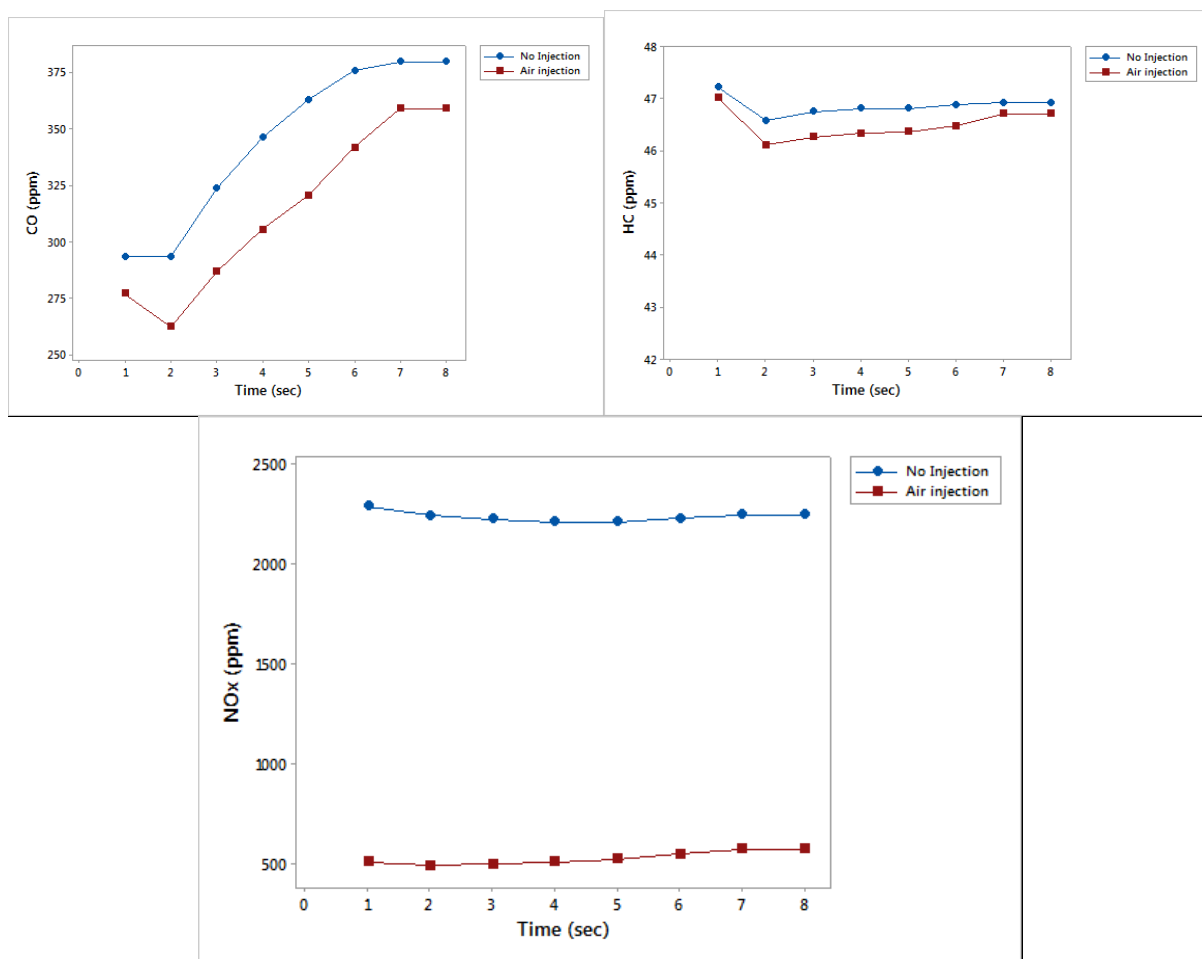 No Injection
Air injection
CO (ppm)
375
350
325
300
275
250
0 1 2 3 4 5 6 7 8
Time (sec)
No Injection
Air injection
HC (ppm)
48
47
46
45
44
43
42
0 1 2 3 4 5 6 7 8
Time (sec)
No Injection
Air injection
NOx (ppm)
2500
2000
1500
1000
500
0 1 2 3 4 5 6 7 8
Time (sec)